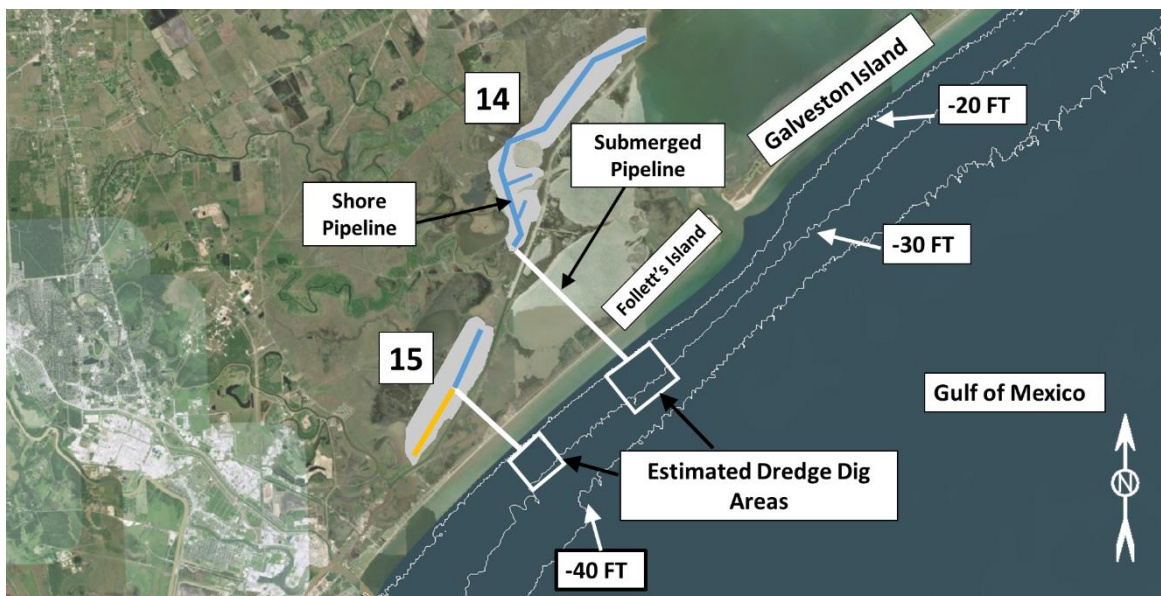 14
Submerged
Pipeline
Galveston Island
-20 FT
Shore
Pipeline
-30 FT
Follett's Island
15
Gulf of Mexico
Estimated Dredge Dig
Areas
-40 FT
N